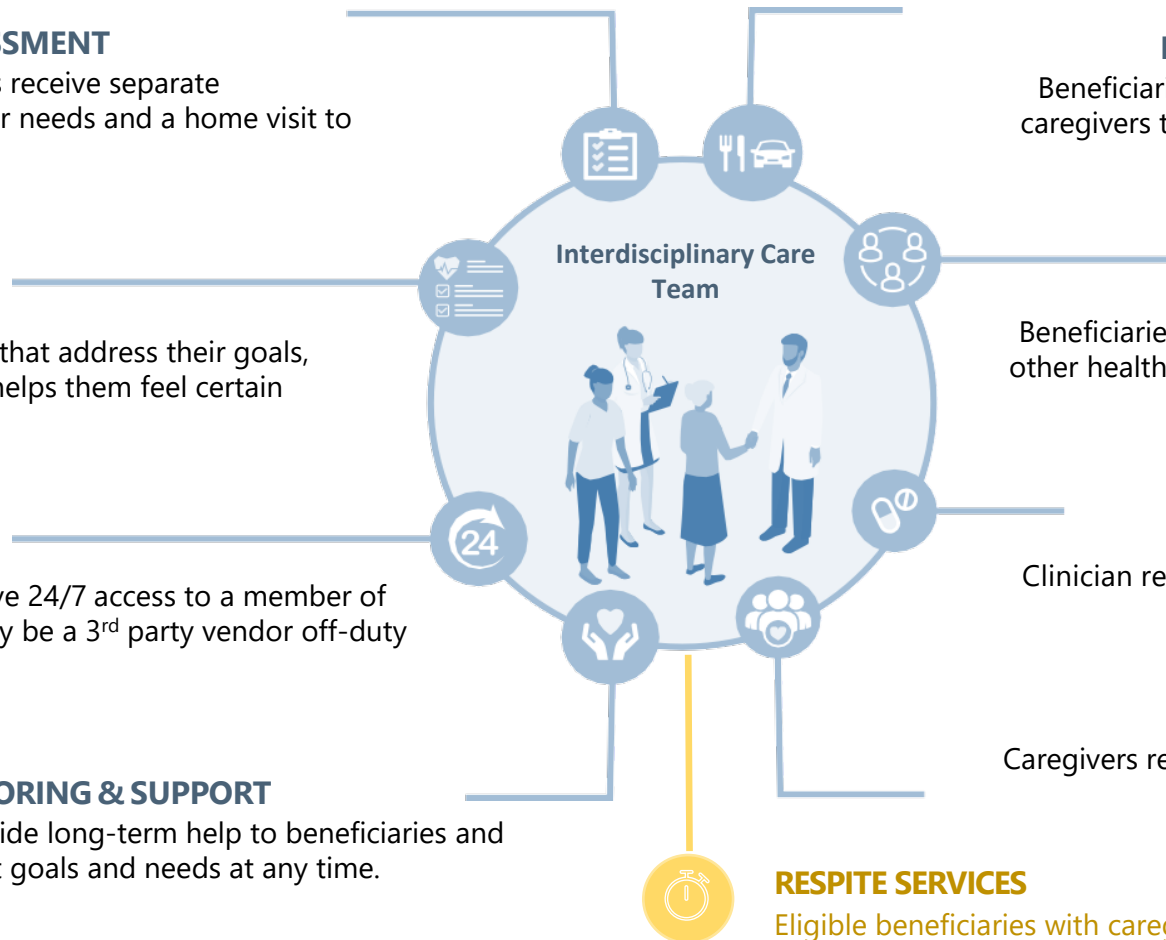 SSMENT
s receive separate
r needs and a home visit to
that address their goals,
helps them feel certain
24
ve 24/7 access to a member of
y be a 3rd party vendor off-duty
ORING & SUPPORT
ide long-term help to beneficiaries and
t goals and needs at any time.
Interdisciplinary Care
Team
Beneficiar
caregivers t
Beneficiarie
other health
Clinician re
Caregivers re
RESPITE SERVICES
Eligible beneficiaries with careg